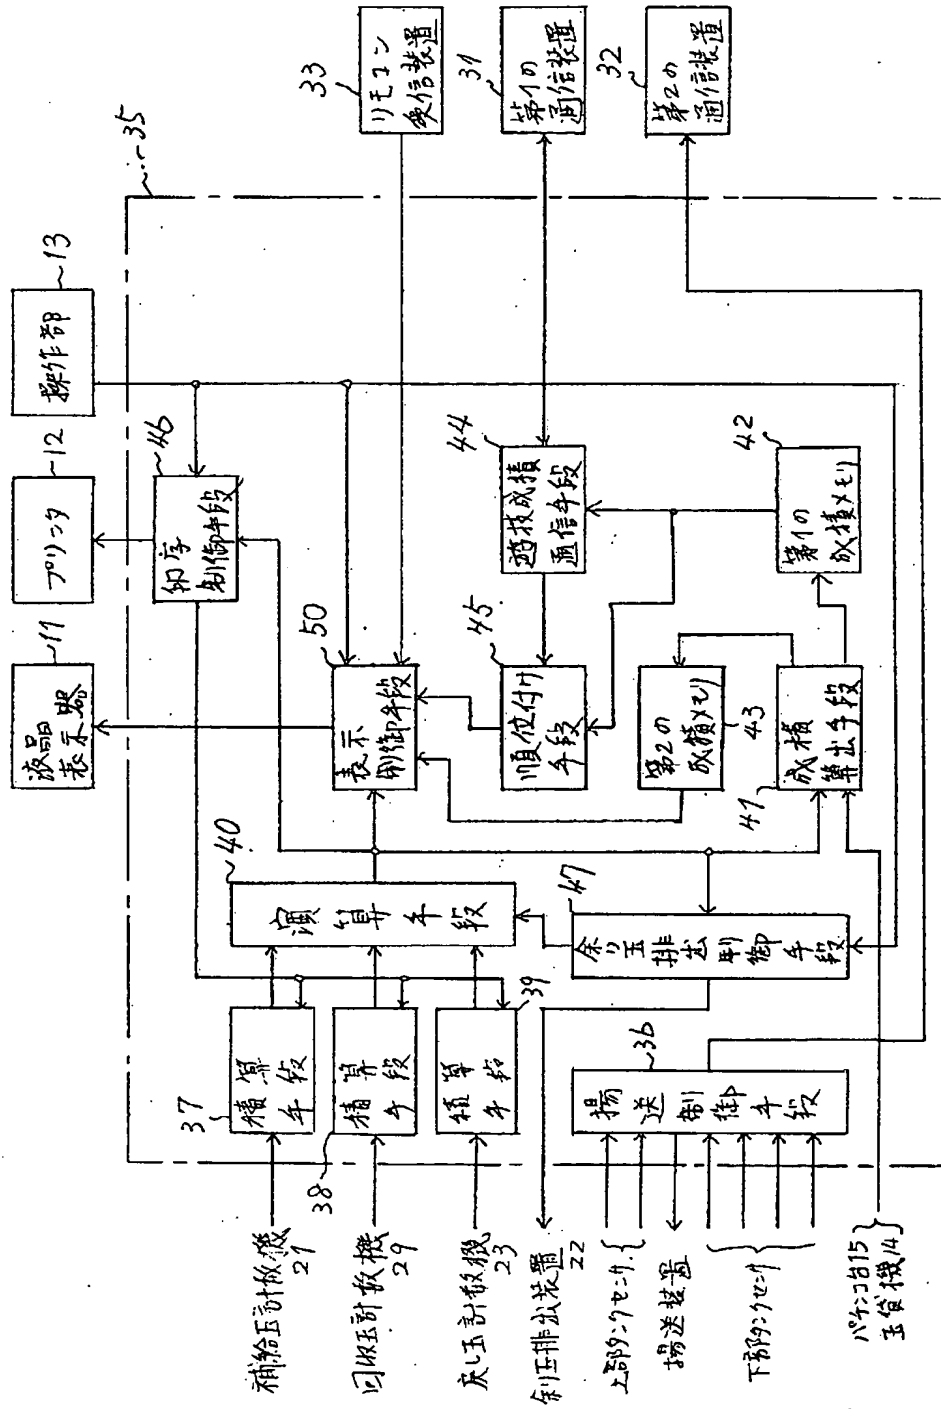 液晶
表示器
11
プリンタ
12
操作部
13
35
リモコン
受信装置
33
第1の
通信装置
31
第2の
通信装置
32
印字
制御手段
46
表示
制御手段
50
遊技成積
通信手段
44
順位付け
手段
45
第1の
成積メモリ
42
第2の
成積メモリ
43
成積
算出手段
41
演算手段
40
余り玉
排出制御
手段
47
積算
手段
37
積算
手段
38
積算
手段
39
揚送
制御
手段
36
補給玉計数機
21
回収玉計数機
29
戻し玉計数機
23
余り玉排出装置
22
上部タンクセンサ
揚送装置
下部タンクセンサ
パチンコ台15
玉貸機14